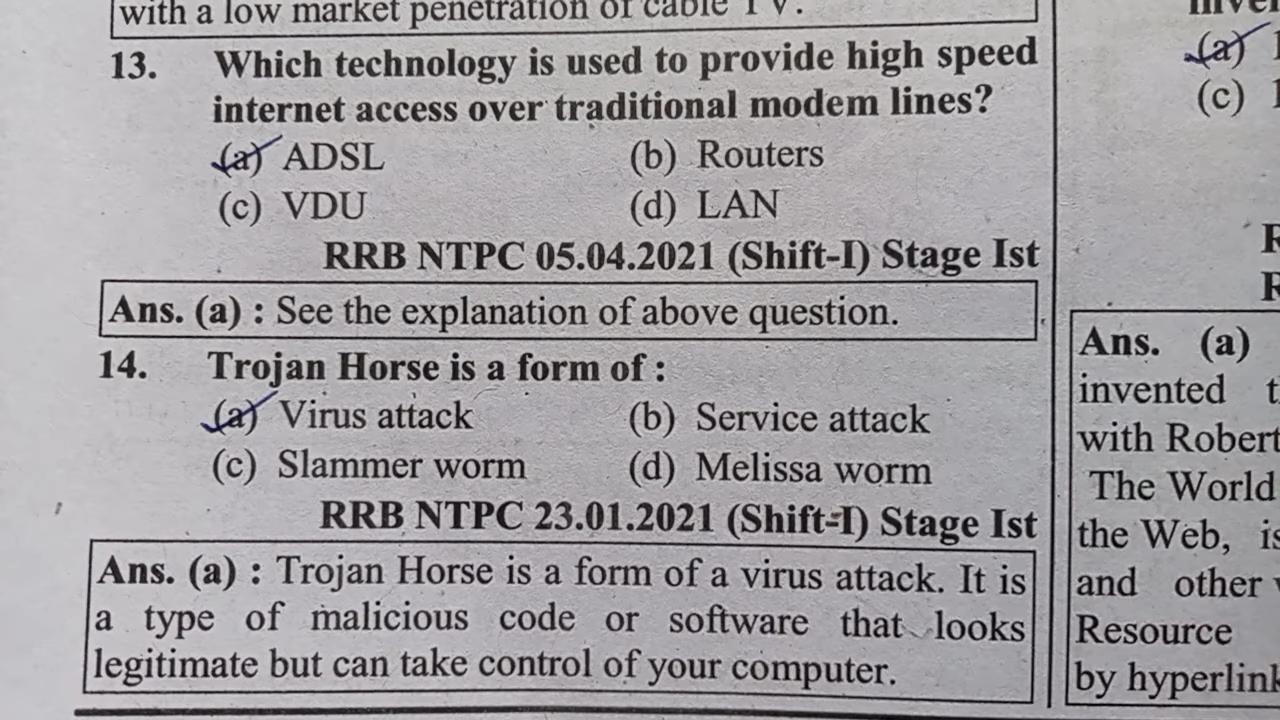 with a low market penetration of cable TV.
13. Which technology is used to provide high speed
internet access over traditional modem lines?
(a) ADSL (b) Routers
(c) VDU (d) LAN
RRB NTPC 05.04.2021 (Shift-I) Stage Ist
Ans. (a) : See the explanation of above question.
14. Trojan Horse is a form of :
(a) Virus attack (b) Service attack
(c) Slammer worm (d) Melissa worm
RRB NTPC 23.01.2021 (Shift-I) Stage Ist
Ans. (a) : Trojan Horse is a form of a virus attack. It is
a type of malicious code or software that looks
legitimate but can take control of your computer.
(a)
(c)
R
R
Ans. (a)
invented t
with Robert
The World
the Web, is
and other
Resource
by hyperlink